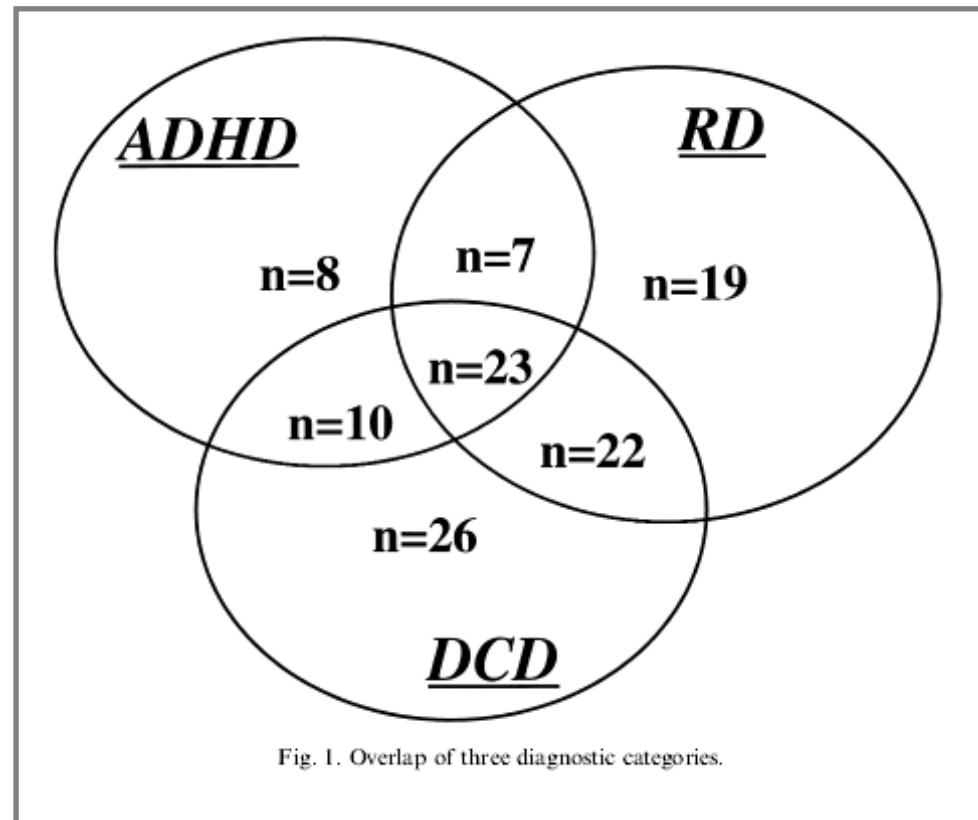 ADHD
RD
n=8
n=7
n=19
n=23
n=10
n=22
n=26
DCD
Fig. 1. Overlap of three diagnostic categories.